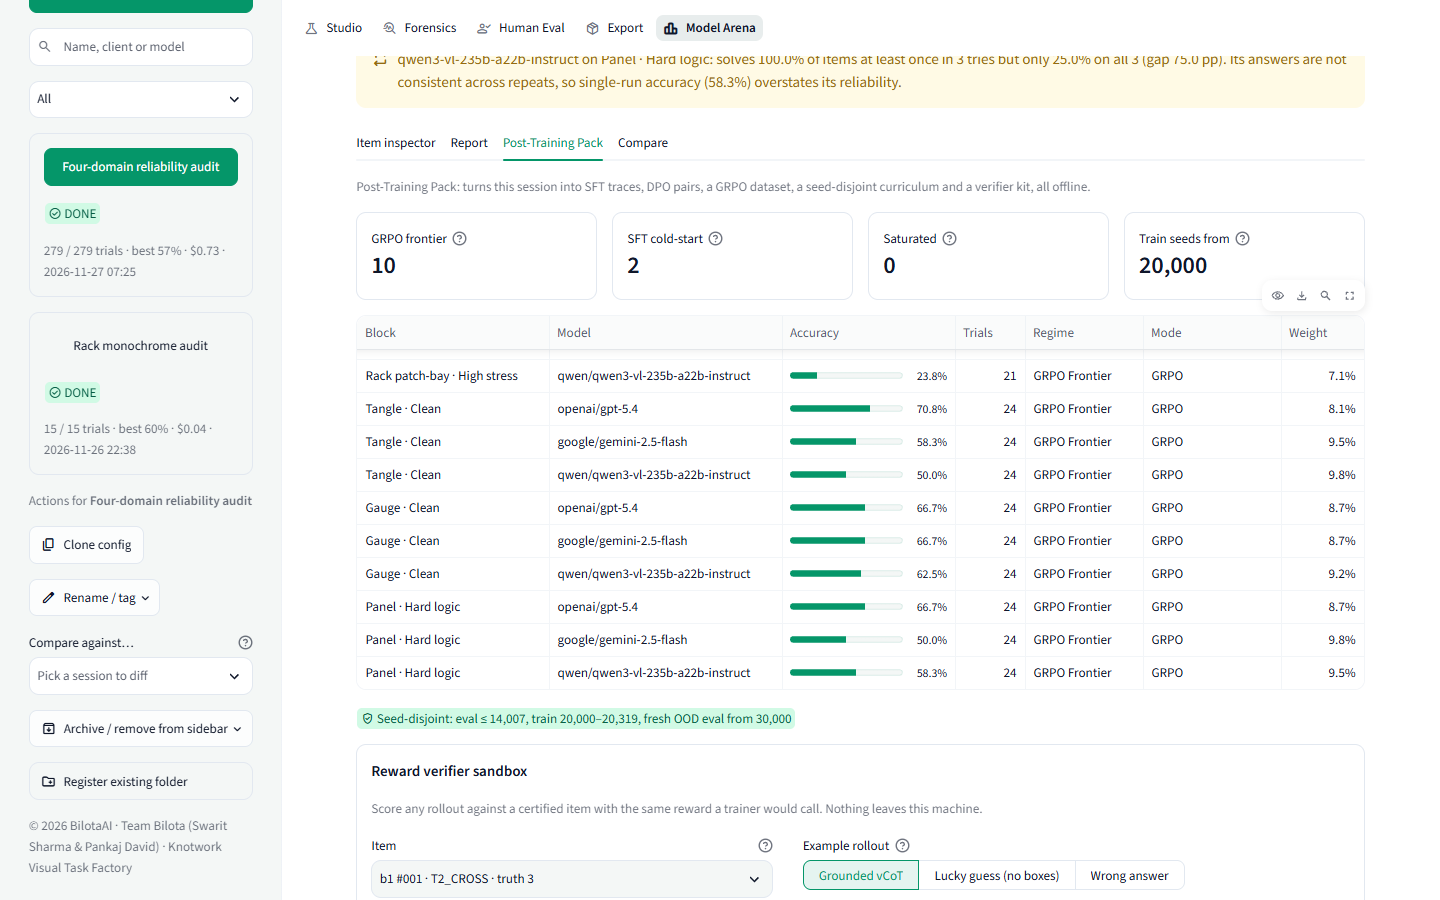 Studio
Forensics
Human Eval
Export
Model Arena
Name, client or model
All
Four-domain reliability audit
DONE
279 / 279 trials · best 57% · $0.73 ·
2026-11-27 07:25
Rack monochrome audit
DONE
15 / 15 trials · best 60% · $0.04 ·
2026-11-26 22:38
Actions for Four-domain reliability audit
Clone config
Rename / tag
Compare against…
Pick a session to diff
Archive / remove from sidebar
Register existing folder
© 2026 BilotaAI · Team Bilota (Swarit
Sharma & Pankaj David) · Knotwork
Visual Task Factory
qwen3-vl-235b-a22b-instruct on Panel · Hard logic: solves 100.0% of items at least once in 3 tries but only 25.0% on all 3 (gap 75.0 pp). Its answers are not
consistent across repeats, so single-run accuracy (58.3%) overstates its reliability.
Item inspector Report Post-Training Pack Compare
Post-Training Pack: turns this session into SFT traces, DPO pairs, a GRPO dataset, a seed-disjoint curriculum and a verifier kit, all offline.
GRPO frontier
10
SFT cold-start
2
Saturated
0
Train seeds from
20,000
Block Model Accuracy Trials Regime Mode Weight
Rack patch-bay · High stress qwen/qwen3-vl-235b-a22b-instruct 23.8% 21 GRPO Frontier GRPO 7.1%
Tangle · Clean openai/gpt-5.4 70.8% 24 GRPO Frontier GRPO 8.1%
Tangle · Clean google/gemini-2.5-flash 58.3% 24 GRPO Frontier GRPO 9.5%
Tangle · Clean qwen/qwen3-vl-235b-a22b-instruct 50.0% 24 GRPO Frontier GRPO 9.8%
Gauge · Clean openai/gpt-5.4 66.7% 24 GRPO Frontier GRPO 8.7%
Gauge · Clean google/gemini-2.5-flash 66.7% 24 GRPO Frontier GRPO 8.7%
Gauge · Clean qwen/qwen3-vl-235b-a22b-instruct 62.5% 24 GRPO Frontier GRPO 9.2%
Panel · Hard logic openai/gpt-5.4 66.7% 24 GRPO Frontier GRPO 8.7%
Panel · Hard logic google/gemini-2.5-flash 50.0% 24 GRPO Frontier GRPO 9.8%
Panel · Hard logic qwen/qwen3-vl-235b-a22b-instruct 58.3% 24 GRPO Frontier GRPO 9.5%
Seed-disjoint: eval ≤ 14,007, train 20,000–20,319, fresh OOD eval from 30,000
Reward verifier sandbox
Score any rollout against a certified item with the same reward a trainer would call. Nothing leaves this machine.
Item
b1 #001 · T2_CROSS · truth 3
Example rollout
Grounded vCoT Lucky guess (no boxes) Wrong answer